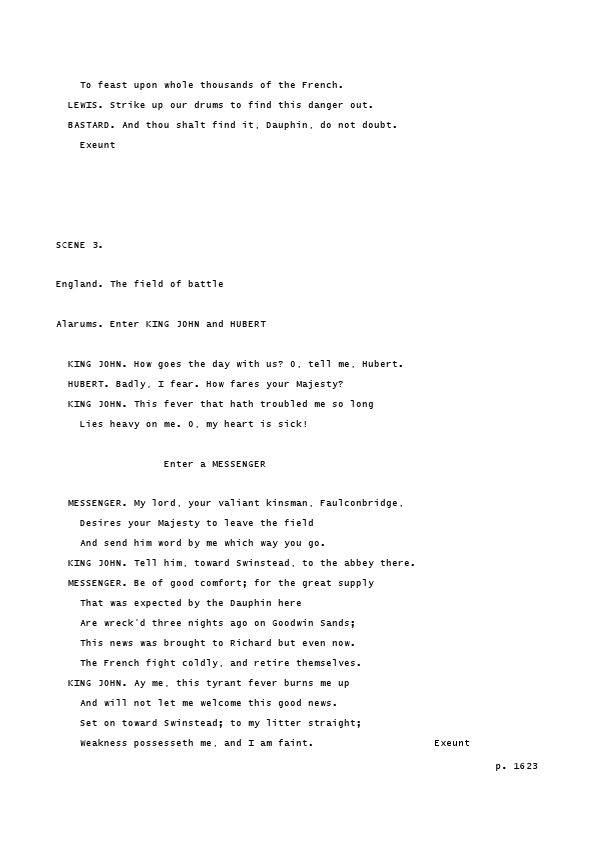 To feast upon whole thousands of the French.
LEWIS. Strike up our drums to find this danger out.
BASTARD. And thou shalt find it, Dauphin, do not doubt.
Exeunt
SCENE 3.
England. The field of battle
Alarums. Enter KING JOHN and HUBERT
KING JOHN. How goes the day with us? O, tell me, Hubert.
HUBERT. Badly, I fear. How fares your Majesty?
KING JOHN. This fever that hath troubled me so long
Lies heavy on me. O, my heart is sick!
Enter a MESSENGER
MESSENGER. My lord, your valiant kinsman, Faulconbridge,
Desires your Majesty to leave the field
And send him word by me which way you go.
KING JOHN. Tell him, toward Swinstead, to the abbey there.
MESSENGER. Be of good comfort; for the great supply
That was expected by the Dauphin here
Are wreck'd three nights ago on Goodwin Sands;
This news was brought to Richard but even now.
The French fight coldly, and retire themselves.
KING JOHN. Ay me, this tyrant fever burns me up
And will not let me welcome this good news.
Set on toward Swinstead; to my litter straight;
Weakness possesseth me, and I am faint. Exeunt
p. 1623